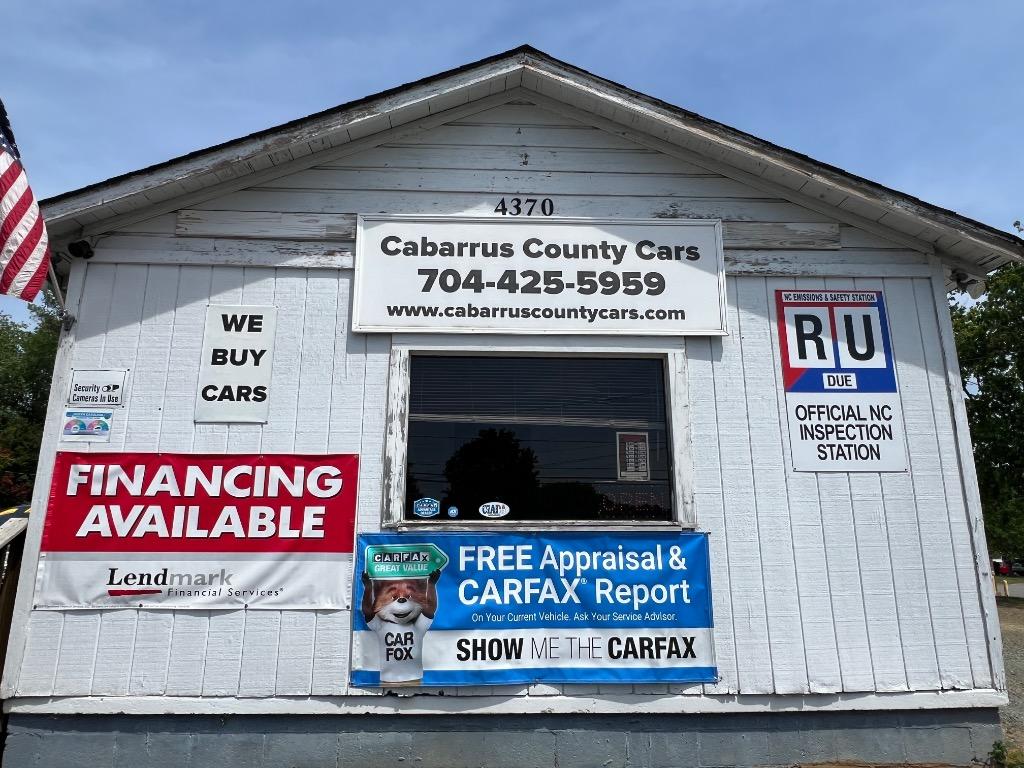 4370
Cabarrus County Cars
704-425-5959
www.cabarruscountycars.com
WE
BUY
CARS
Security
Cameras In Use
NC EMISSIONS & SAFETY STATION
R U
DUE
OFFICIAL NC
INSPECTION
STATION
FINANCING
AVAILABLE
Lendmark
Financial Services®
CARFAX
GREAT VALUE
CAR
FOX
FREE Appraisal &
CARFAX® Report
On Your Current Vehicle. Ask Your Service Advisor.
SHOW ME THE CARFAX